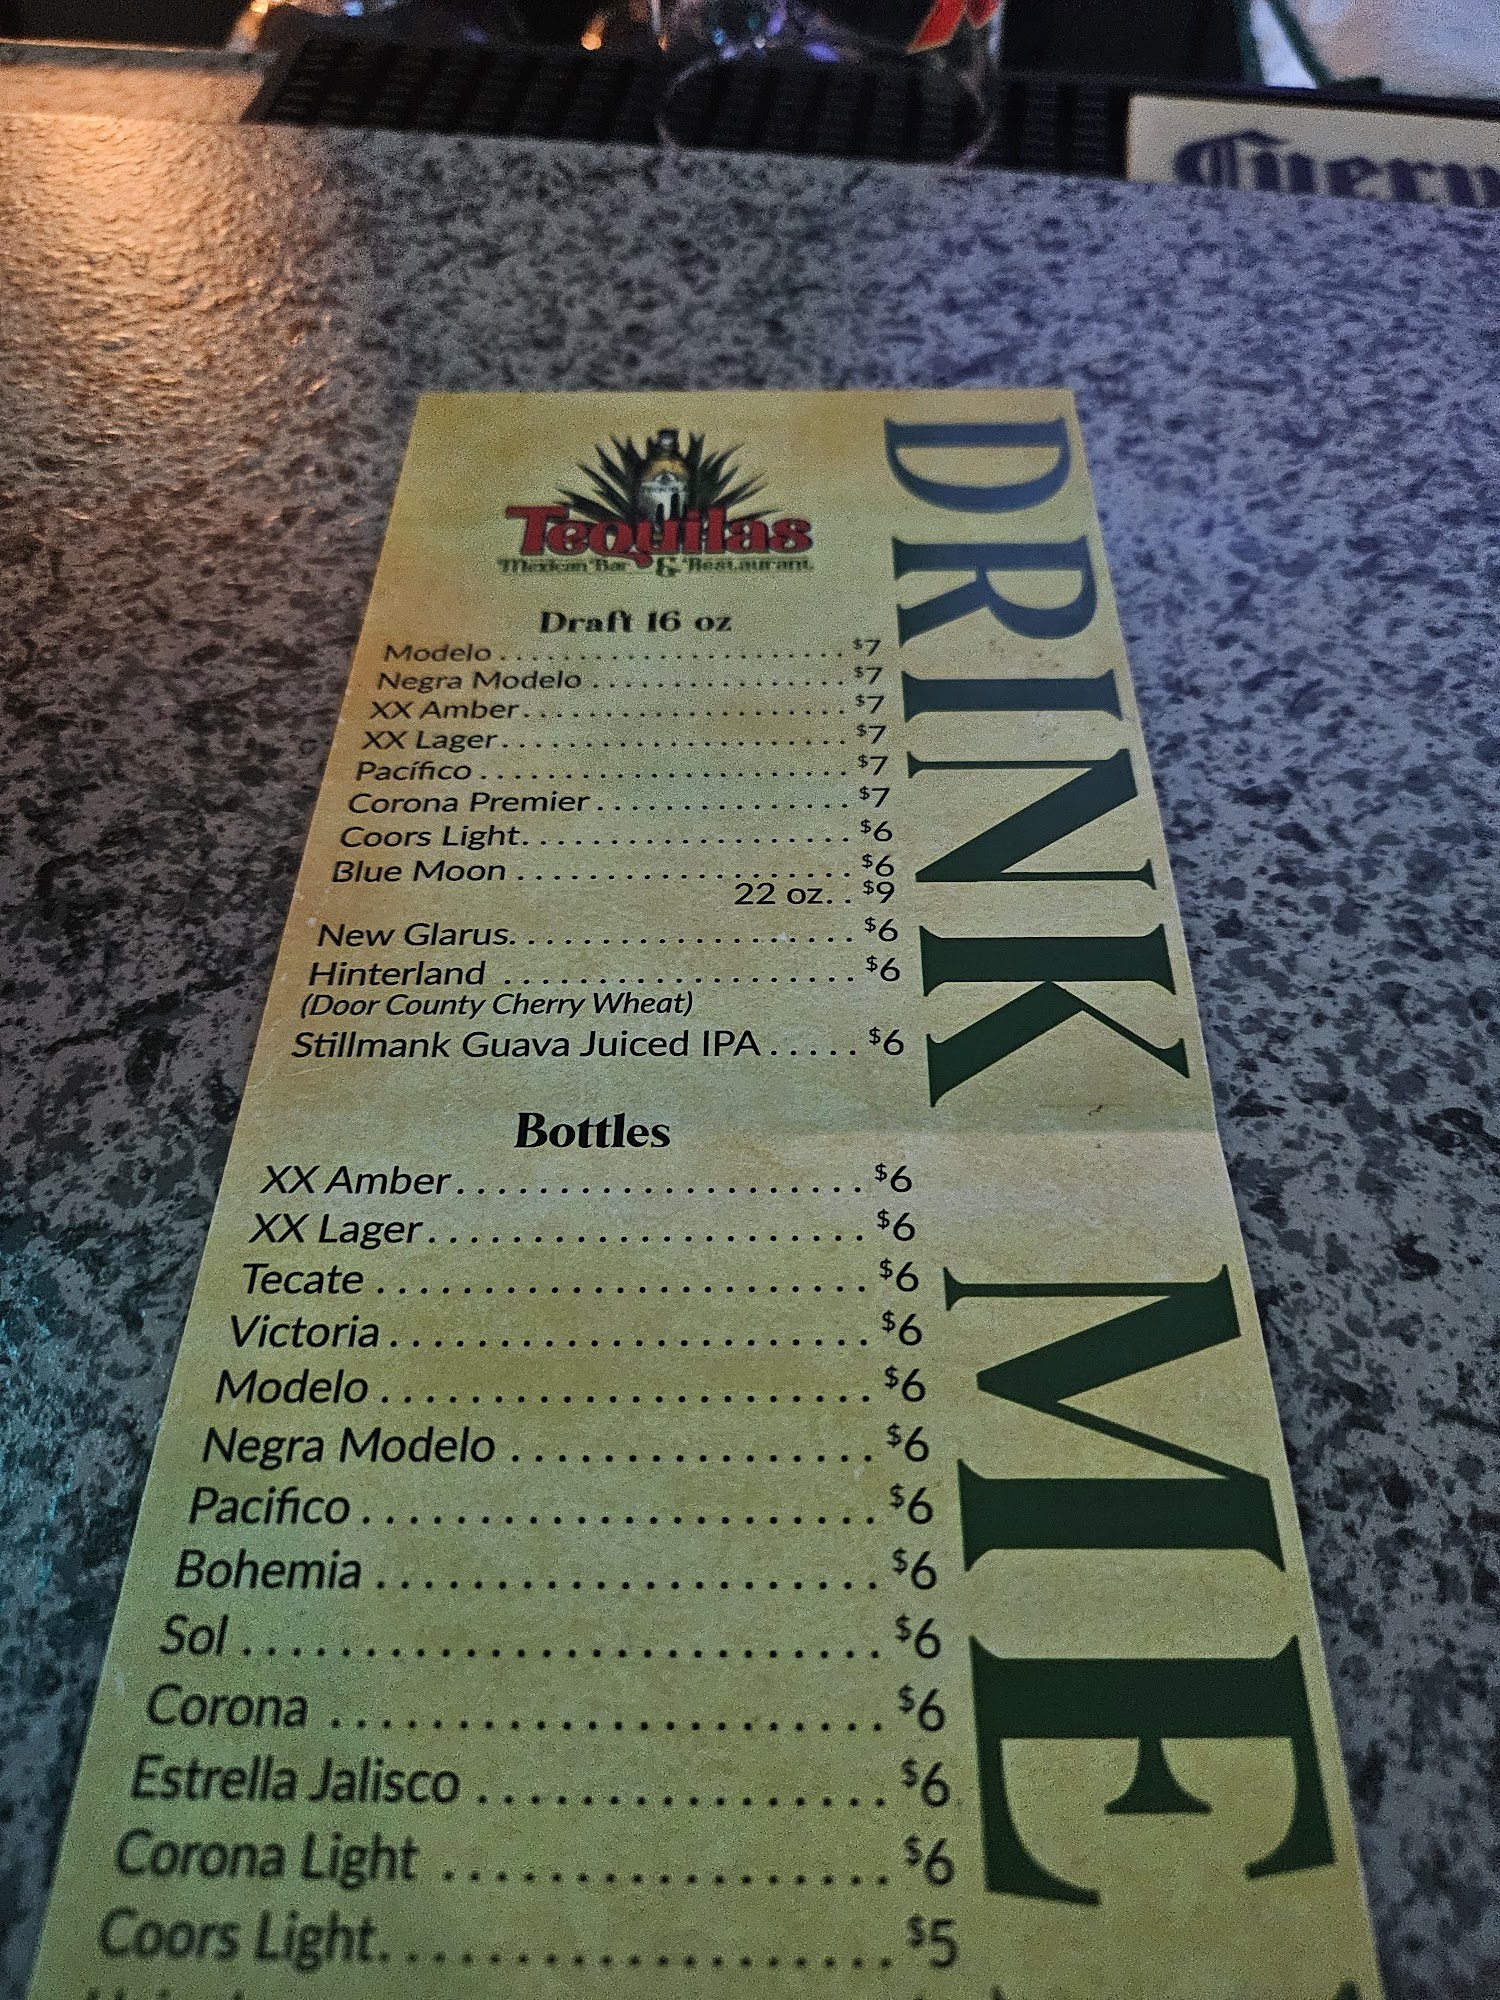 Cuerv
Tequilas
Mexican Bar & Restaurant
DRINK ME
Draft 16 oz
Modelo . . . . . . . . . . . . . . . . . . . . . . $7
Negra Modelo . . . . . . . . . . . . . . . . $7
XX Amber. . . . . . . . . . . . . . . . . . . . $7
XX Lager. . . . . . . . . . . . . . . . . . . . . $7
Pacífico . . . . . . . . . . . . . . . . . . . . . . $7
Corona Premier . . . . . . . . . . . . . . . $7
Coors Light. . . . . . . . . . . . . . . . . . . $6
Blue Moon . . . . . . . . . . . . . . . . . . . $6
22 oz. . $9
New Glarus. . . . . . . . . . . . . . . . . . . $6
Hinterland . . . . . . . . . . . . . . . . . . . $6
(Door County Cherry Wheat)
Stillmank Guava Juiced IPA . . . . . $6
Bottles
XX Amber. . . . . . . . . . . . . . . . . . . . $6
XX Lager. . . . . . . . . . . . . . . . . . . . . $6
Tecate . . . . . . . . . . . . . . . . . . . . . . . $6
Victoria . . . . . . . . . . . . . . . . . . . . . . $6
Modelo . . . . . . . . . . . . . . . . . . . . . . $6
Negra Modelo . . . . . . . . . . . . . . . . $6
Pacifico . . . . . . . . . . . . . . . . . . . . . . $6
Bohemia . . . . . . . . . . . . . . . . . . . . . $6
Sol . . . . . . . . . . . . . . . . . . . . . . . . . . $6
Corona . . . . . . . . . . . . . . . . . . . . . . $6
Estrella Jalisco . . . . . . . . . . . . . . . . $6
Corona Light . . . . . . . . . . . . . . . . . $6
Coors Light. . . . . . . . . . . . . . . . . . . $5